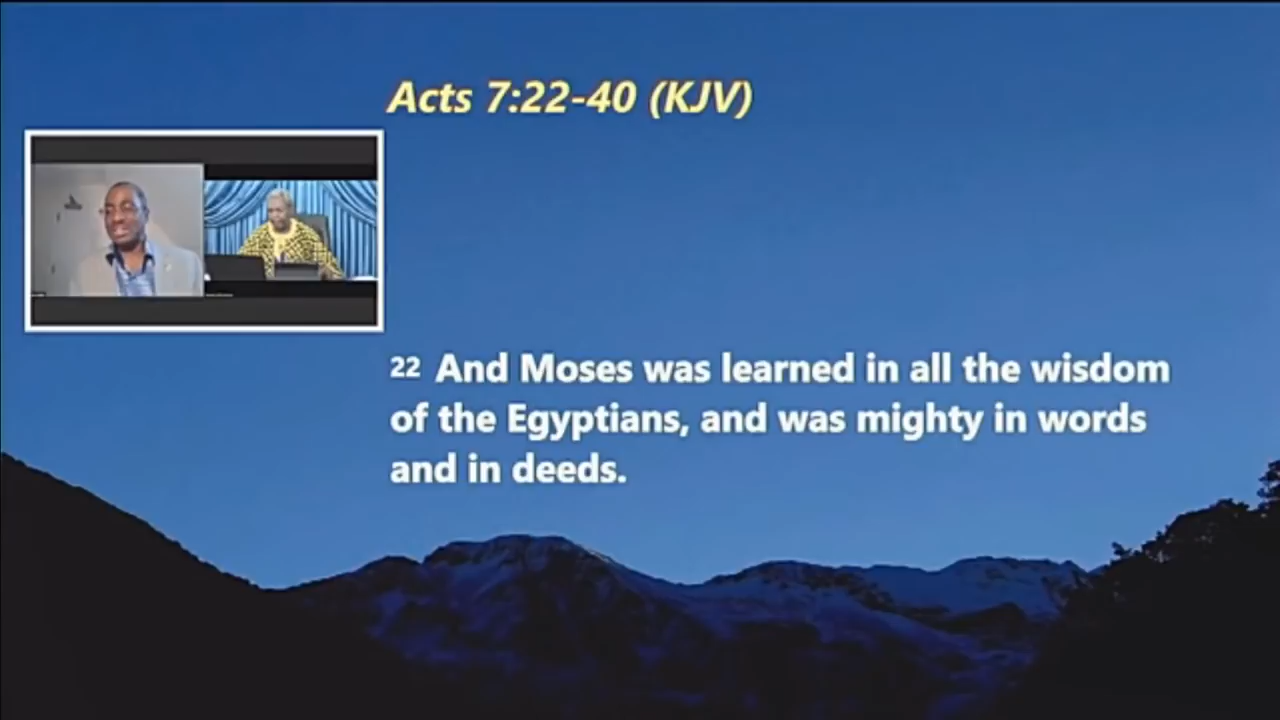 Acts 7:22-40 (KJV)
22 And Moses was learned in all the wisdom
of the Egyptians, and was mighty in words
and in deeds.